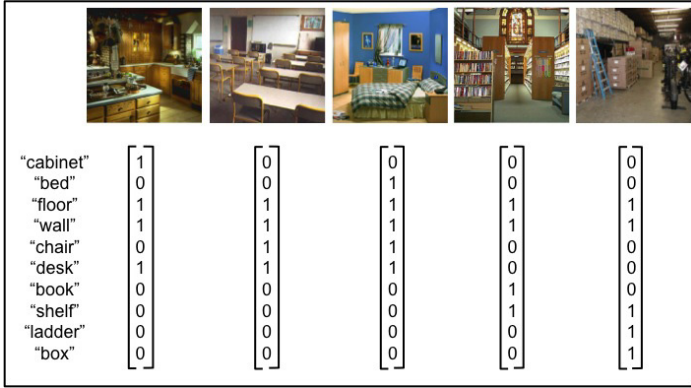 “cabinet” 1 0 0 0 0
“bed” 0 0 1 0 0
“floor” 1 1 1 1 1
“wall” 1 1 1 1 1
“chair” 0 1 1 0 0
“desk” 1 1 1 0 0
“book” 0 0 0 1 0
“shelf” 0 0 0 1 1
“ladder” 0 0 0 0 1
“box” 0 0 0 0 1